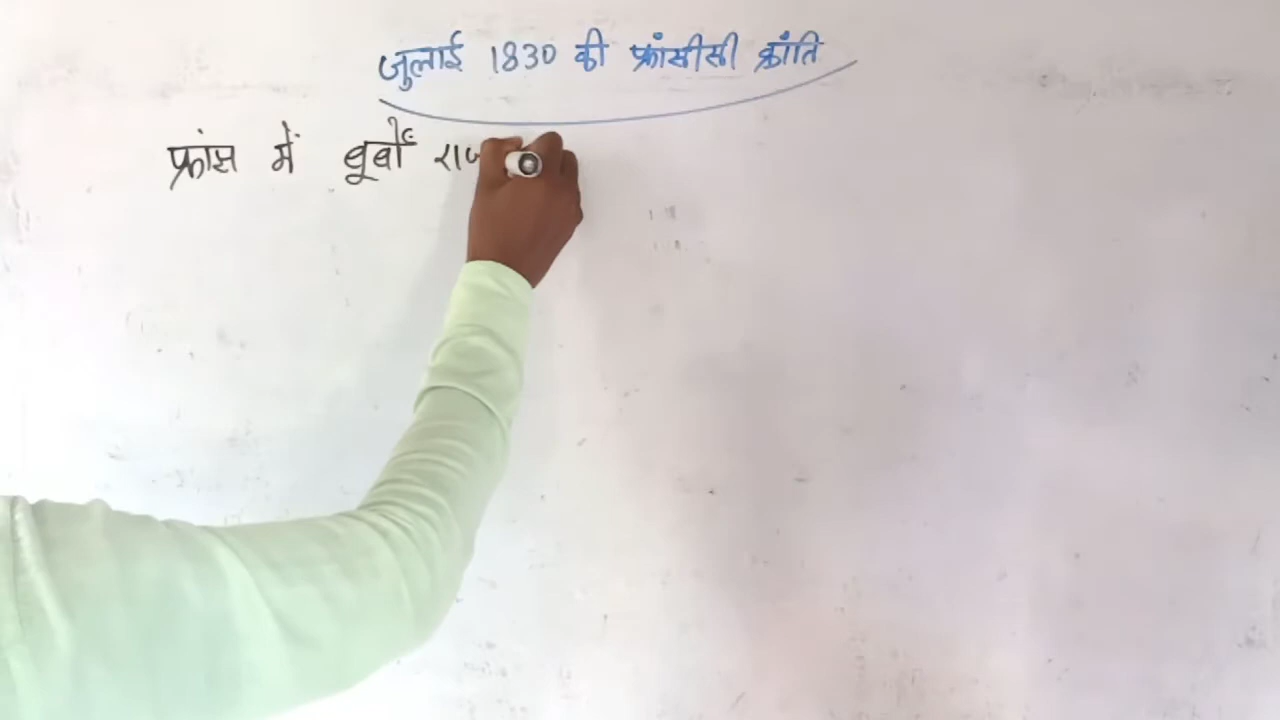 जुलाई 1830 की फ्रांसीसी क्रांति
फ्रांस में बूर्बों